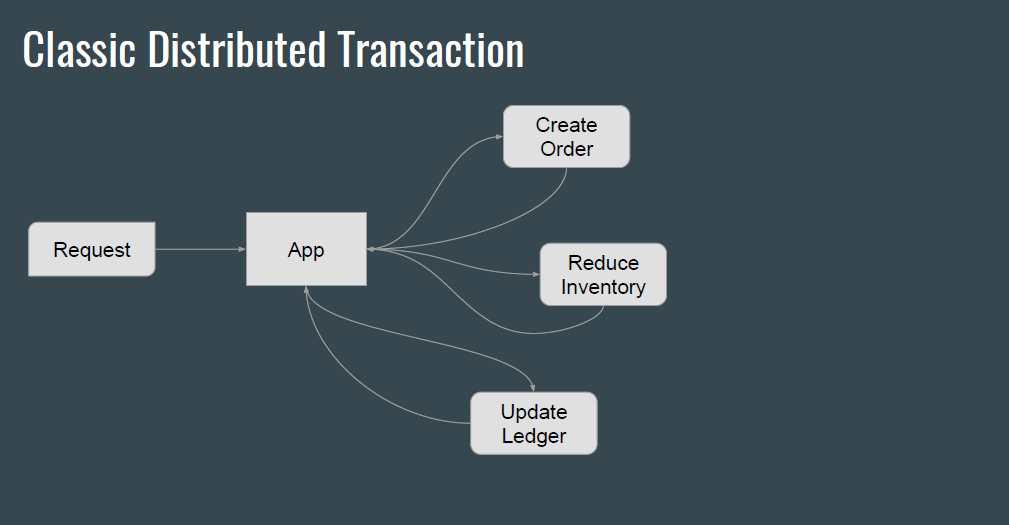 Classic Distributed Transaction
Create
Order
Request
App
Reduce
Inventory
Update
Ledger